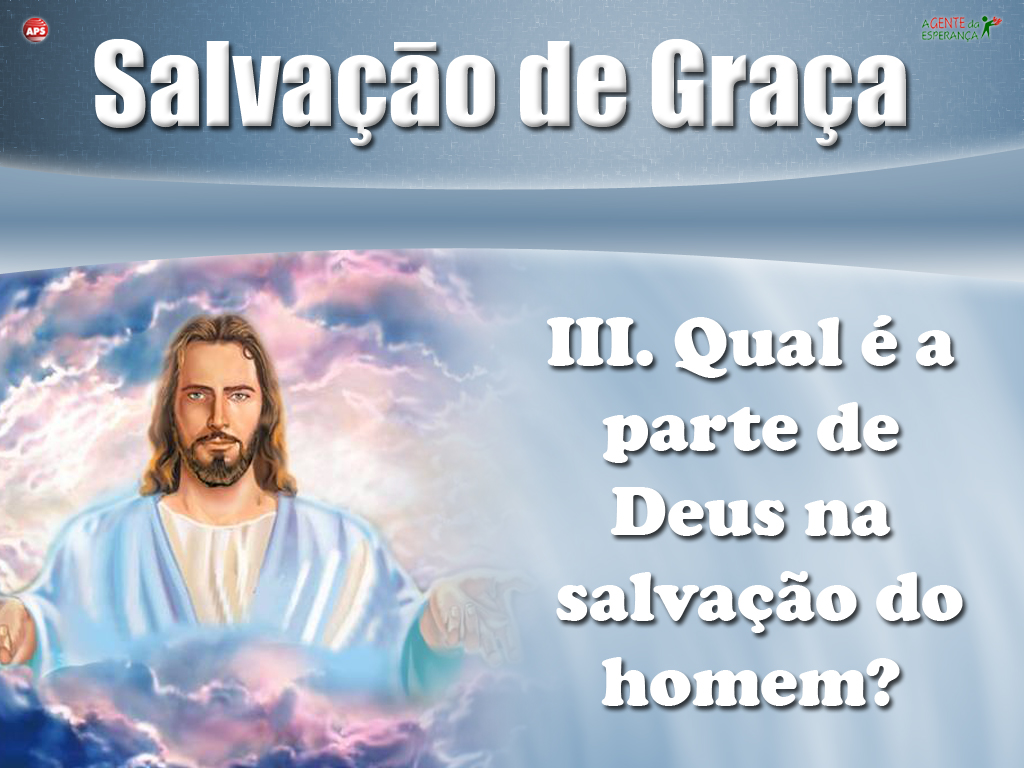 APS
AGENTE da
ESPERANÇA
Salvação de Graça
III. Qual é a
parte de
Deus na
salvação do
homem?